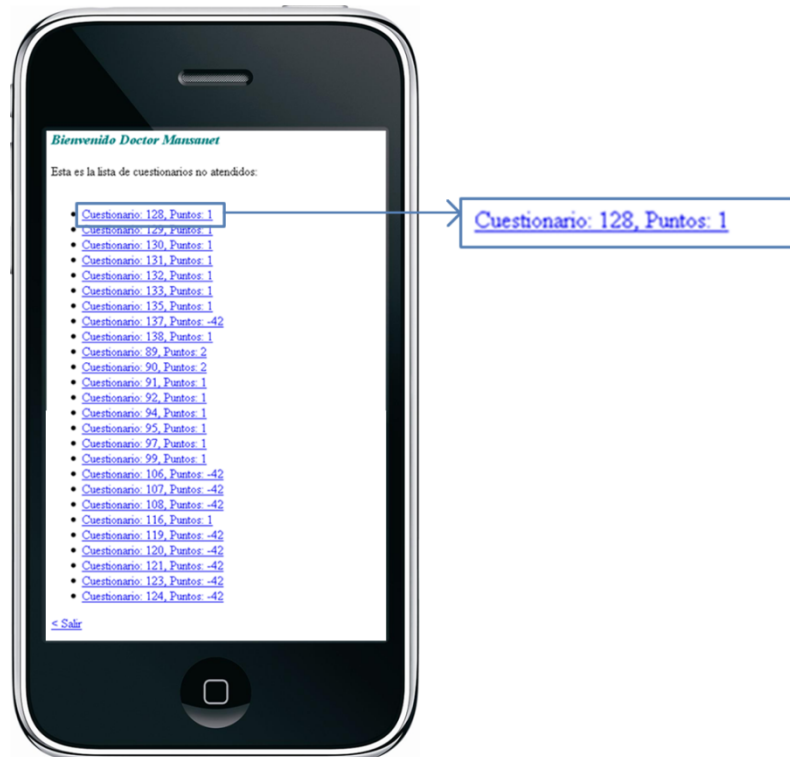 Bienvenido Doctor Mansanet
Esta es la lista de cuestionarios no atendidos:
Cuestionario: 128, Puntos: 1
Cuestionario: 129, Puntos: 1
Cuestionario: 130, Puntos: 1
Cuestionario: 131, Puntos: 1
Cuestionario: 132, Puntos: 1
Cuestionario: 133, Puntos: 1
Cuestionario: 135, Puntos: 1
Cuestionario: 137, Puntos: -42
Cuestionario: 138, Puntos: 1
Cuestionario: 89, Puntos: 2
Cuestionario: 90, Puntos: 2
Cuestionario: 91, Puntos: 1
Cuestionario: 92, Puntos: 1
Cuestionario: 94, Puntos: 1
Cuestionario: 95, Puntos: 1
Cuestionario: 97, Puntos: 1
Cuestionario: 99, Puntos: 1
Cuestionario: 106, Puntos: -42
Cuestionario: 107, Puntos: -42
Cuestionario: 108, Puntos: -42
Cuestionario: 116, Puntos: 1
Cuestionario: 119, Puntos: -42
Cuestionario: 120, Puntos: -42
Cuestionario: 121, Puntos: -42
Cuestionario: 123, Puntos: -42
Cuestionario: 124, Puntos: -42
< Salir
Cuestionario: 128, Puntos: 1